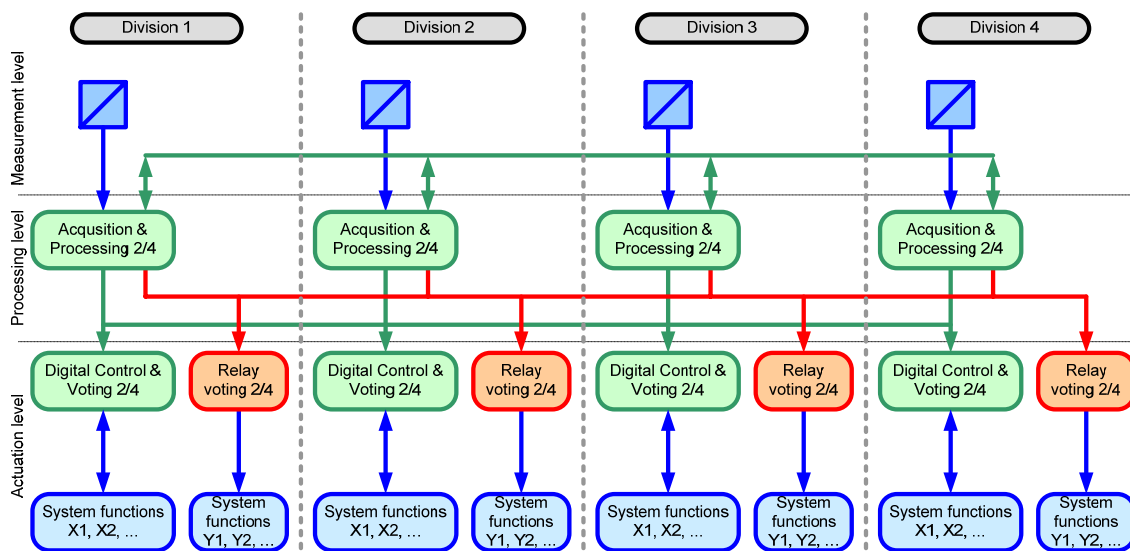 Division 1
Division 2
Division 3
Division 4
Measurement level
Acqusition &
Processing 2/4
Acqusition &
Processing 2/4
Acqusition &
Processing 2/4
Acqusition &
Processing 2/4
Processing level
Digital Control &
Voting 2/4
Relay
voting 2/4
Digital Control &
Voting 2/4
Relay
voting 2/4
Digital Control &
Voting 2/4
Relay
voting 2/4
Digital Control &
Voting 2/4
Relay
voting 2/4
Actuation level
System functions
X1, X2, ...
System
functions
Y1, Y2, ...
System functions
X1, X2, ...
System
functions
Y1, Y2, ...
System functions
X1, X2, ...
System
functions
Y1, Y2, ...
System functions
X1, X2, ...
System
functions
Y1, Y2, ...